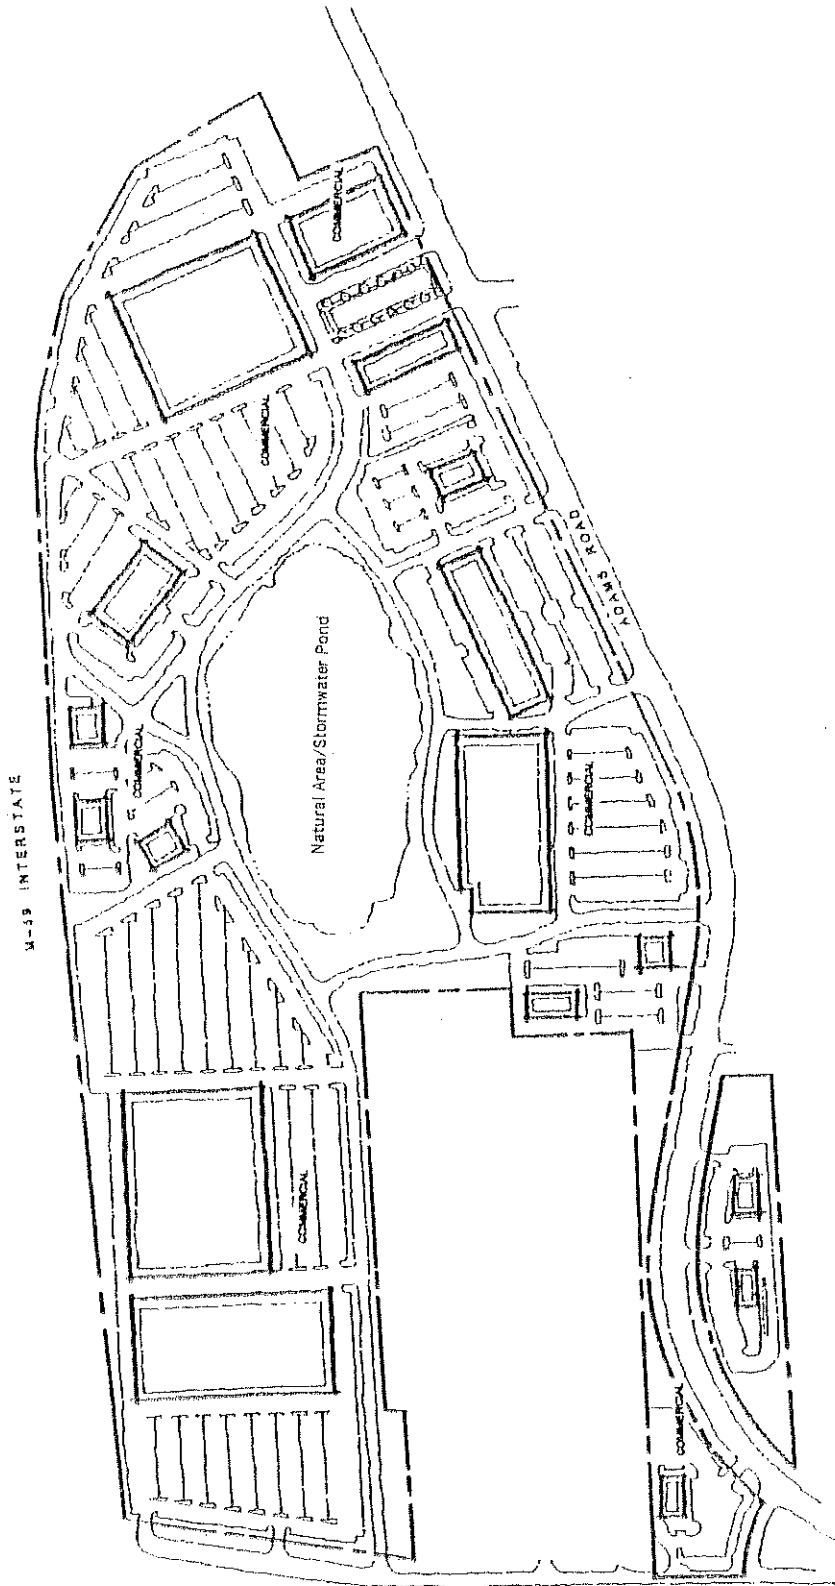 COMMERCIAL
COMMERCIAL
ADAMS ROAD
Natural Area/Stormwater Pond
COMMERCIAL
M-59 INTERSTATE
COMMERCIAL
COMMERCIAL
COMMERCIAL